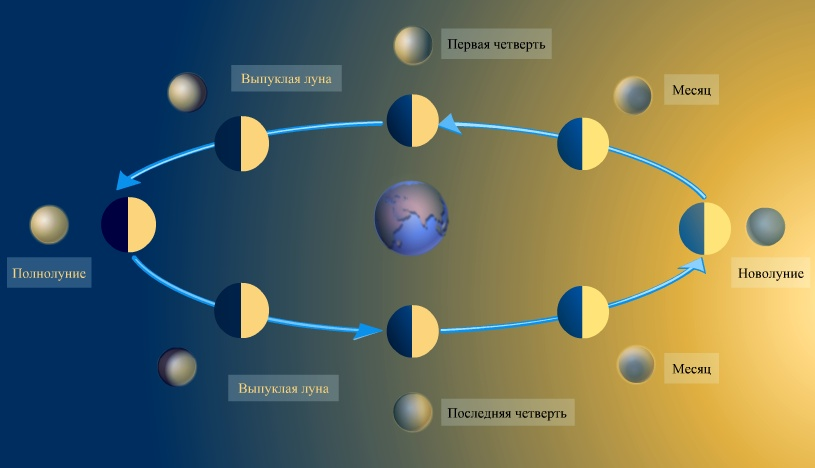 Первая четверть
Выпуклая луна
Месяц
Полнолуние
Новолуние
Месяц
Выпуклая луна
Последняя четверть